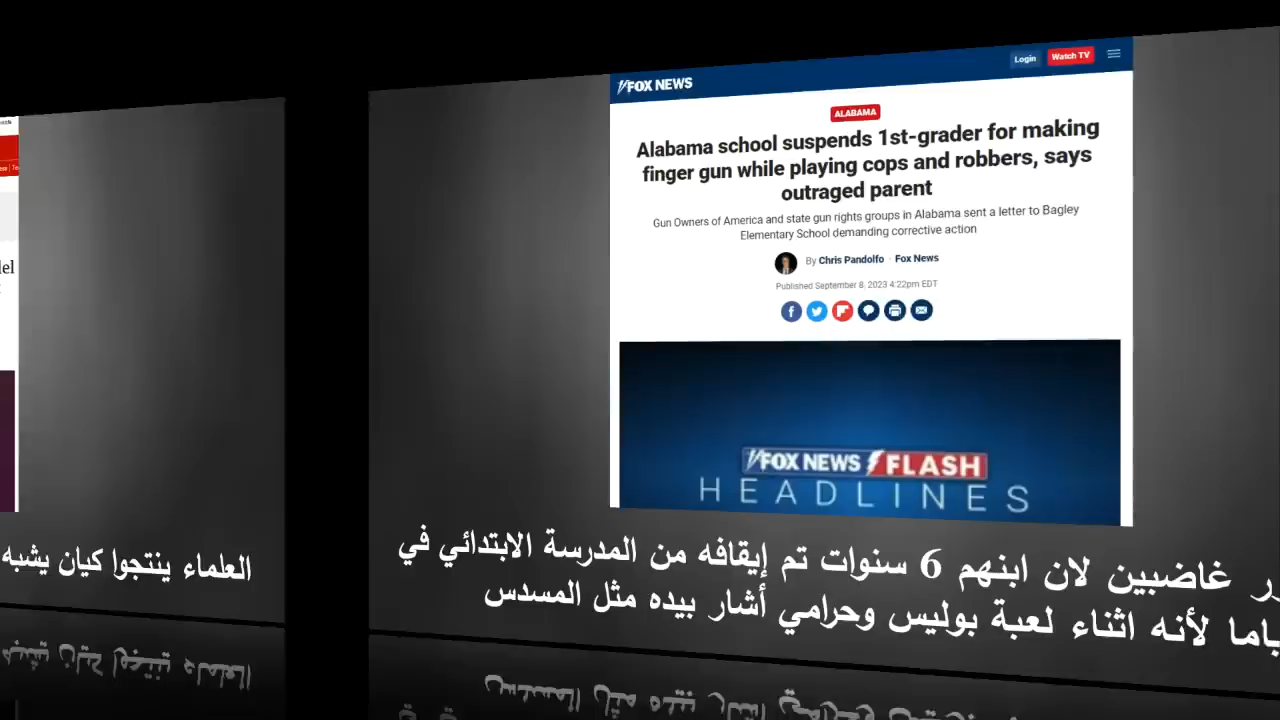 FOX NEWS
Login
Watch TV
ALABAMA
Alabama school suspends 1st-grader for making
finger gun while playing cops and robbers, says
outraged parent
Gun Owners of America and state gun rights groups in Alabama sent a letter to Bagley
Elementary School demanding corrective action
By Chris Pandolfo · Fox News
Published September 8, 2023 4:22pm EDT
FOX NEWS FLASH
HEADLINES
غاضبين لان ابنهم 6 سنوات تم إيقافه من المدرسة الابتدائي في
لأنه اثناء لعبة بوليس وحرامي أشار بيده مثل المسدس
العلماء ينتجوا كيان يشبه